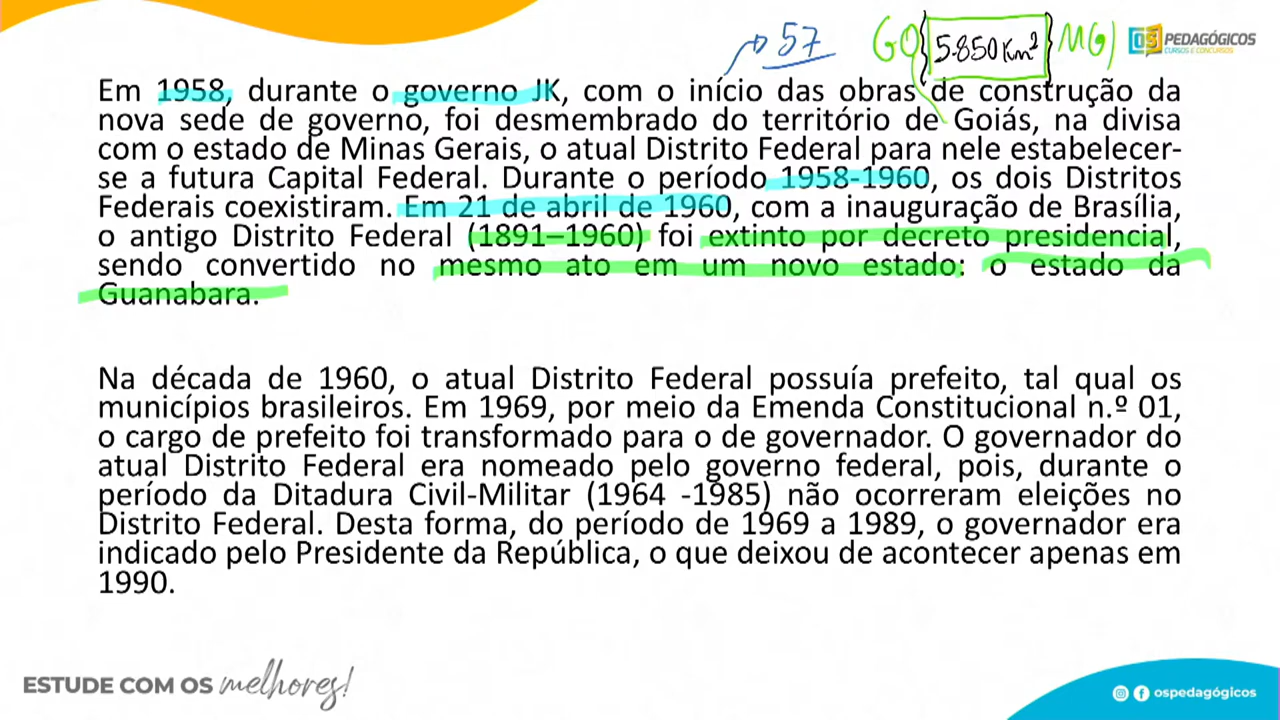 57 GO 5.850 Km² MG
OS PEDAGÓGICOS
CURSOS E CONCURSOS
Em 1958, durante o governo JK, com o início das obras de construção da
nova sede de governo, foi desmembrado do território de Goiás, na divisa
com o estado de Minas Gerais, o atual Distrito Federal para nele estabelecer-
se a futura Capital Federal. Durante o período 1958-1960, os dois Distritos
Federais coexistiram. Em 21 de abril de 1960, com a inauguração de Brasília,
o antigo Distrito Federal (1891–1960) foi extinto por decreto presidencial,
sendo convertido no mesmo ato em um novo estado: o estado da
Guanabara.
Na década de 1960, o atual Distrito Federal possuía prefeito, tal qual os
municípios brasileiros. Em 1969, por meio da Emenda Constitucional n.º 01,
o cargo de prefeito foi transformado para o de governador. O governador do
atual Distrito Federal era nomeado pelo governo federal, pois, durante o
período da Ditadura Civil-Militar (1964 -1985) não ocorreram eleições no
Distrito Federal. Desta forma, do período de 1969 a 1989, o governador era
indicado pelo Presidente da República, o que deixou de acontecer apenas em
1990.
ESTUDE COM OS melhores!
ospedagógicos